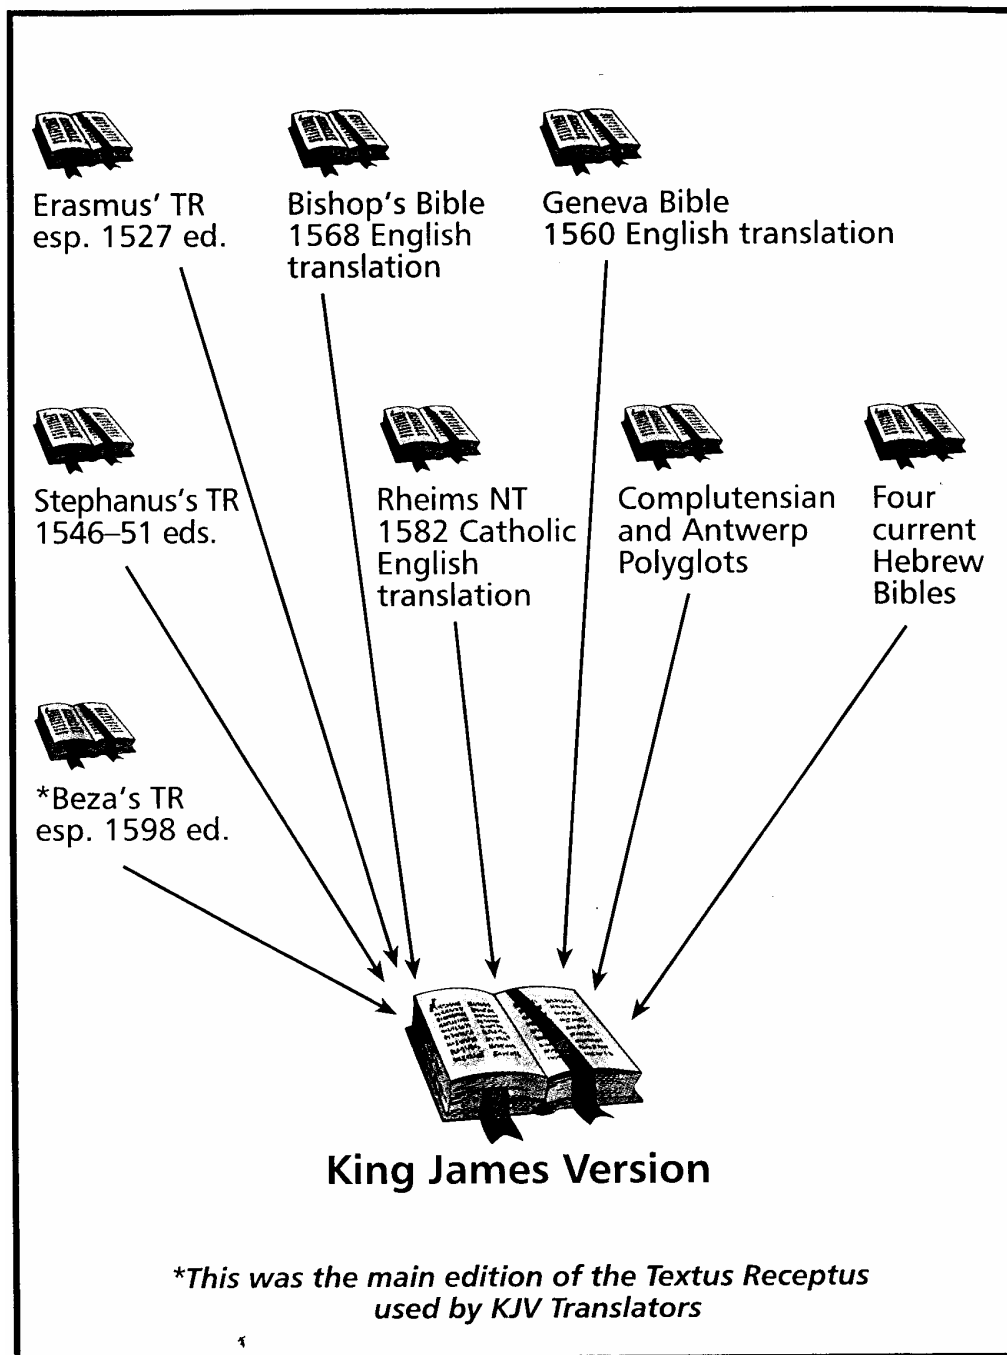 Erasmus' TR
esp. 1527 ed.
Bishop's Bible
1568 English
translation
Geneva Bible
1560 English translation
Stephanus's TR
1546–51 eds.
Rheims NT
1582 Catholic
English
translation
Complutensian
and Antwerp
Polyglots
Four
current
Hebrew
Bibles
*Beza's TR
esp. 1598 ed.
King James Version
*This was the main edition of the Textus Receptus
used by KJV Translators